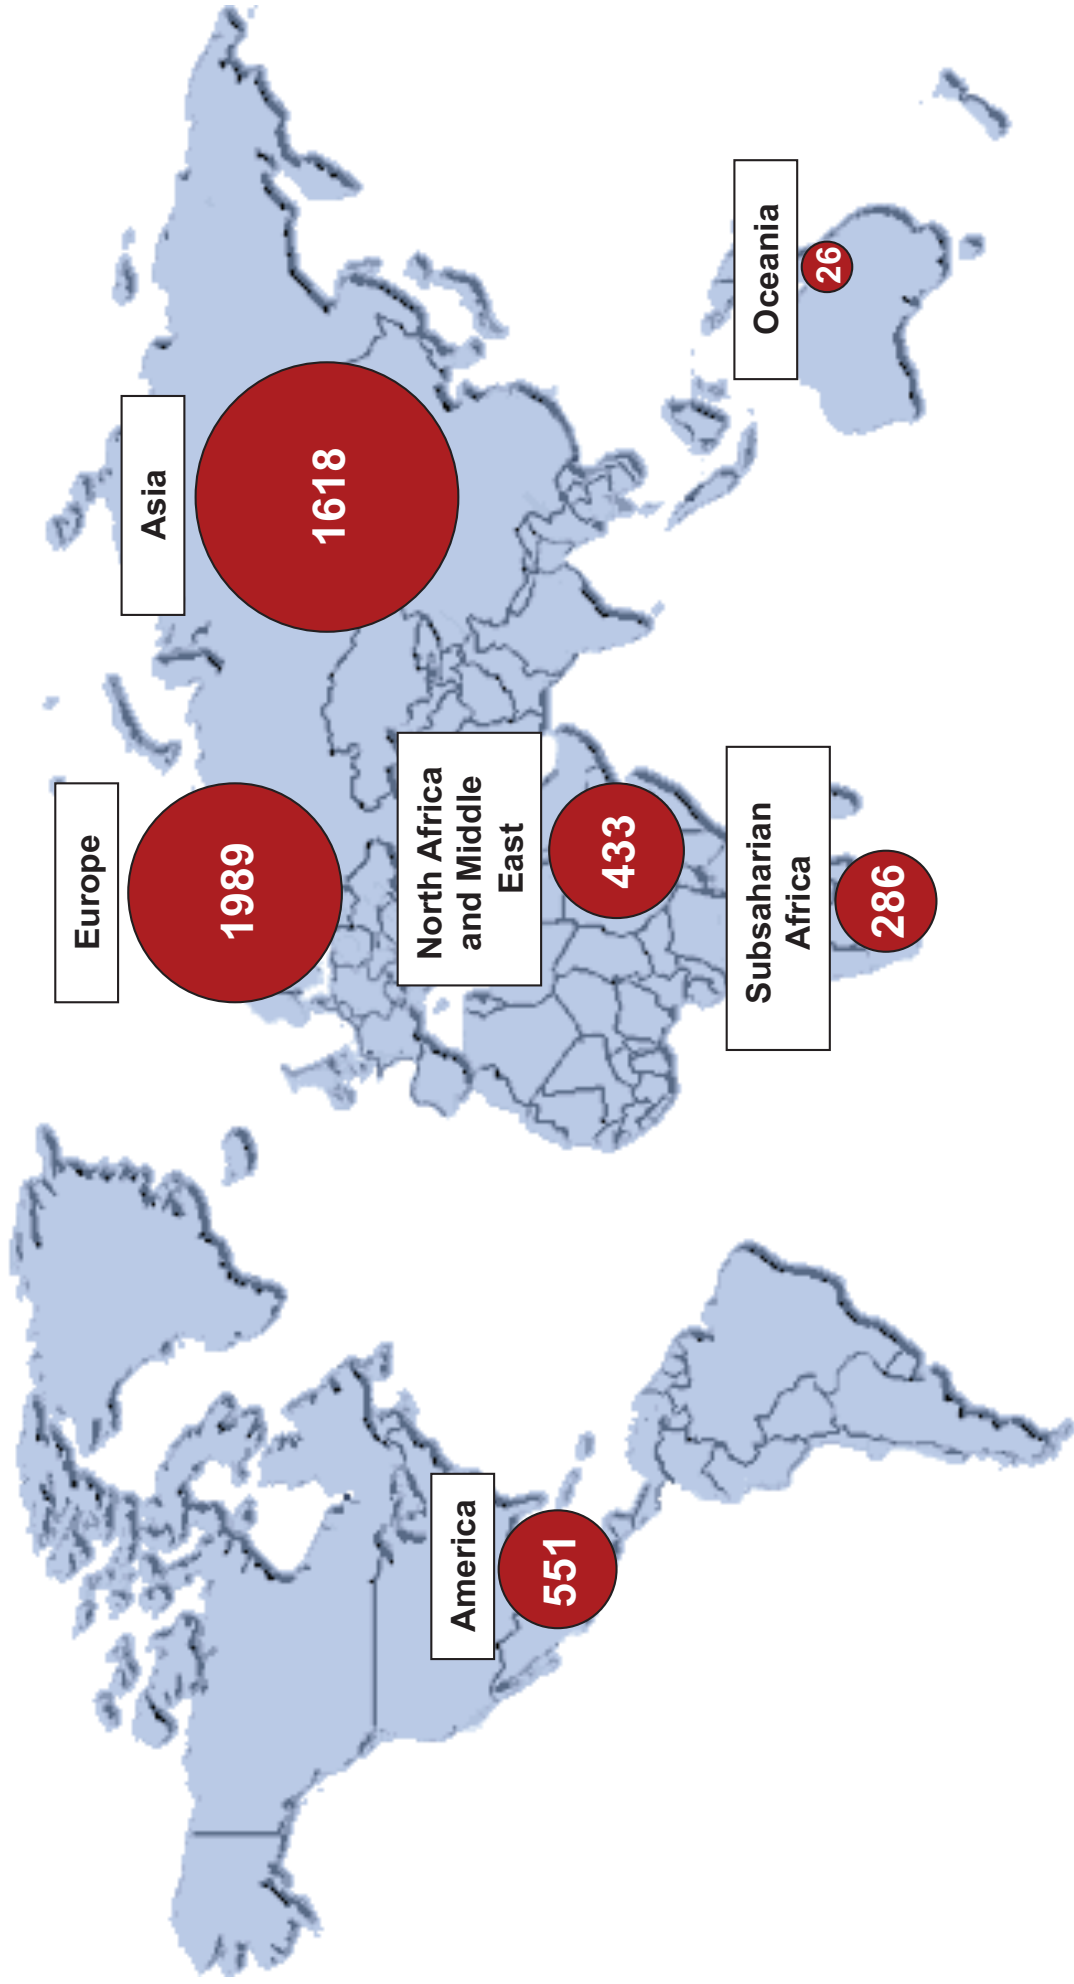 Europe
1989
Asia
1618
North Africa
and Middle
East
433
America
551
Subsaharian
Africa
286
Oceania
26